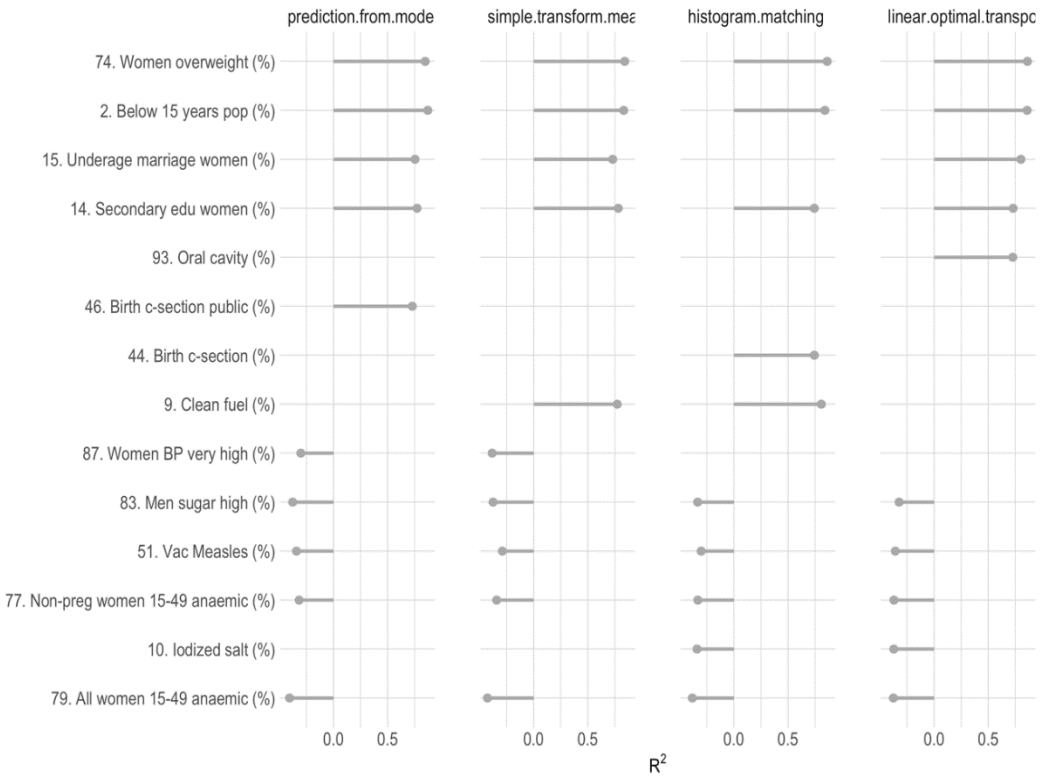 prediction.from.mode simple.transform.mea histogram.matching linear.optimal.transpo
74. Women overweight (%)
2. Below 15 years pop (%)
15. Underage marriage women (%)
14. Secondary edu women (%)
93. Oral cavity (%)
46. Birth c-section public (%)
44. Birth c-section (%)
9. Clean fuel (%)
87. Women BP very high (%)
83. Men sugar high (%)
51. Vac Measles (%)
77. Non-preg women 15-49 anaemic (%)
10. Iodized salt (%)
79. All women 15-49 anaemic (%)
0.0 0.5 0.0 0.5 0.0 0.5 0.0 0.5
R²